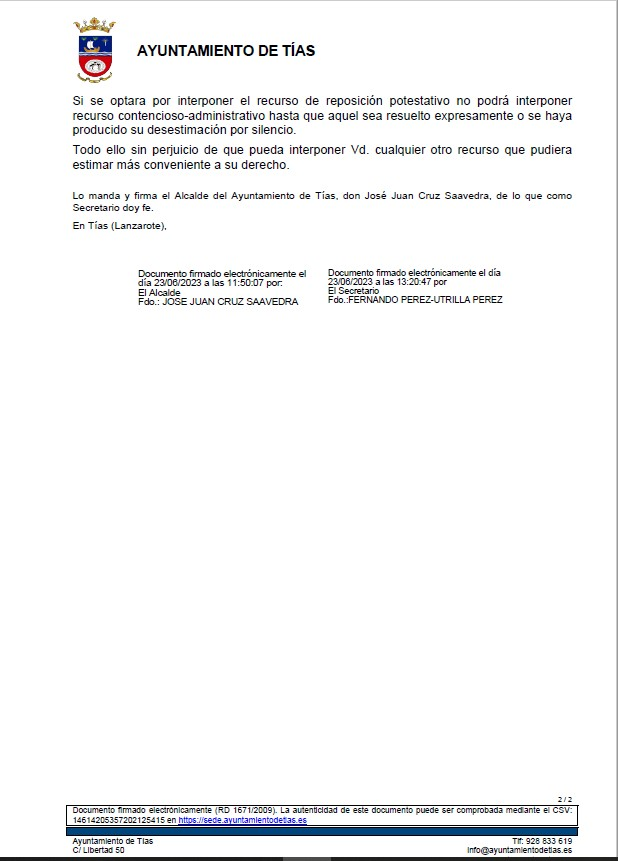 AYUNTAMIENTO DE TÍAS
Si se optara por interponer el recurso de reposición potestativo no podrá interponer
recurso contencioso-administrativo hasta que aquel sea resuelto expresamente o se haya
producido su desestimación por silencio.
Todo ello sin perjuicio de que pueda interponer Vd. cualquier otro recurso que pudiera
estimar más conveniente a su derecho.
Lo manda y firma el Alcalde del Ayuntamiento de Tías, don José Juan Cruz Saavedra, de lo que como
Secretario doy fe.
En Tías (Lanzarote),
Documento firmado electrónicamente el
día 23/06/2023 a las 11:50:07 por:
El Alcalde
Fdo.: JOSE JUAN CRUZ SAAVEDRA
Documento firmado electrónicamente el día
23/06/2023 a las 13:20:47 por
El Secretario
Fdo.:FERNANDO PEREZ-UTRILLA PEREZ
2 / 2
Documento firmado electrónicamente (RD 1671/2009). La autenticidad de este documento puede ser comprobada mediante el CSV:
14614205357202125415 en https://sede.ayuntamientodetias.es
Ayuntamiento de Tías
C/ Libertad 50
Tlf: 928 833 619
info@ayuntamientodetias.es